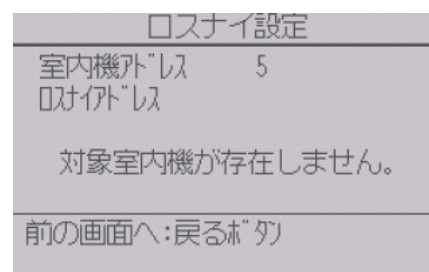 ロスナイ設定
室内機ｱﾄﾞﾚｽ 5
ﾛｽﾅｲｱﾄﾞﾚｽ
対象室内機が存在しません。
前の画面へ:戻るﾎﾞﾀﾝ